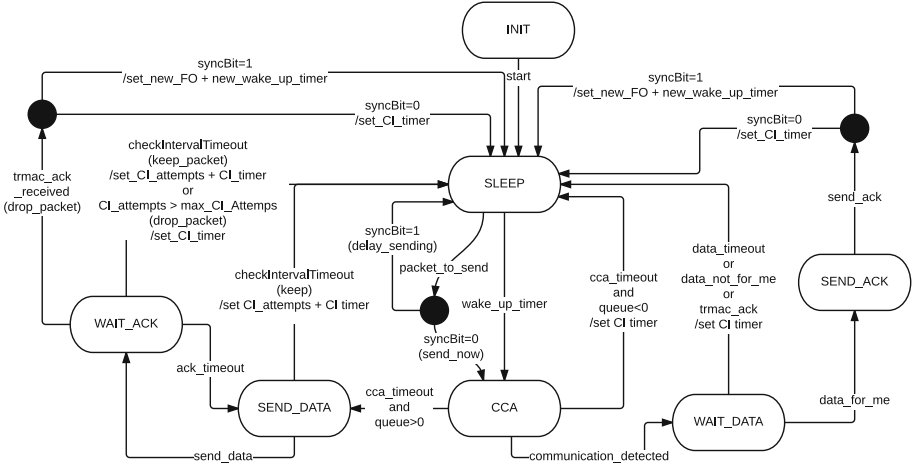 INIT
start
syncBit=1
/set_new_FO + new_wake_up_timer
syncBit=0
/set_CI_timer
syncBit=1
/set_new_FO + new_wake_up_timer
syncBit=0
/set_CI_timer
trmac_ack
_received
(drop_packet)
checkIntervalTimeout
(keep_packet)
/set_CI_attempts + CI_timer
or
CI_attempts > max_CI_Attemps
(drop_packet)
/set_CI_timer
SLEEP
send_ack
syncBit=1
(delay_sending)
packet_to_send
checkIntervalTimeout
(keep)
/set CI_attempts + CI timer
cca_timeout
and
queue<0
/set CI timer
data_timeout
or
data_not_for_me
or
trmac_ack
/set CI timer
SEND_ACK
WAIT_ACK
wake_up_timer
syncBit=0
(send_now)
ack_timeout
SEND_DATA
cca_timeout
and
queue>0
CCA
WAIT_DATA
data_for_me
send_data
communication_detected